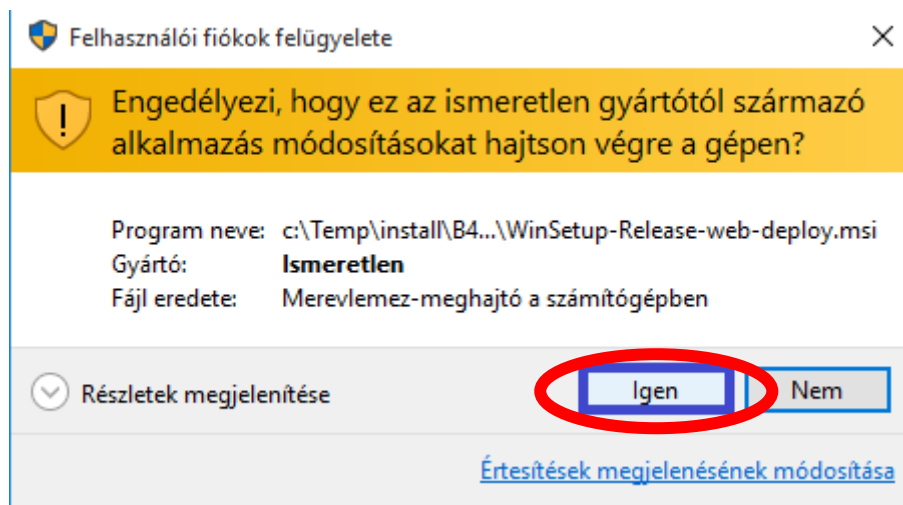 Felhasználói fiókok felügyelete
Engedélyezi, hogy ez az ismeretlen gyártótól származó
alkalmazás módosításokat hajtson végre a gépen?
Program neve: c:\Temp\install\B4...\WinSetup-Release-web-deploy.msi
Gyártó: Ismeretlen
Fájl eredete: Merevlemez-meghajtó a számítógépben
Részletek megjelenítése Igen Nem
Értesítések megjelenésének módosítása